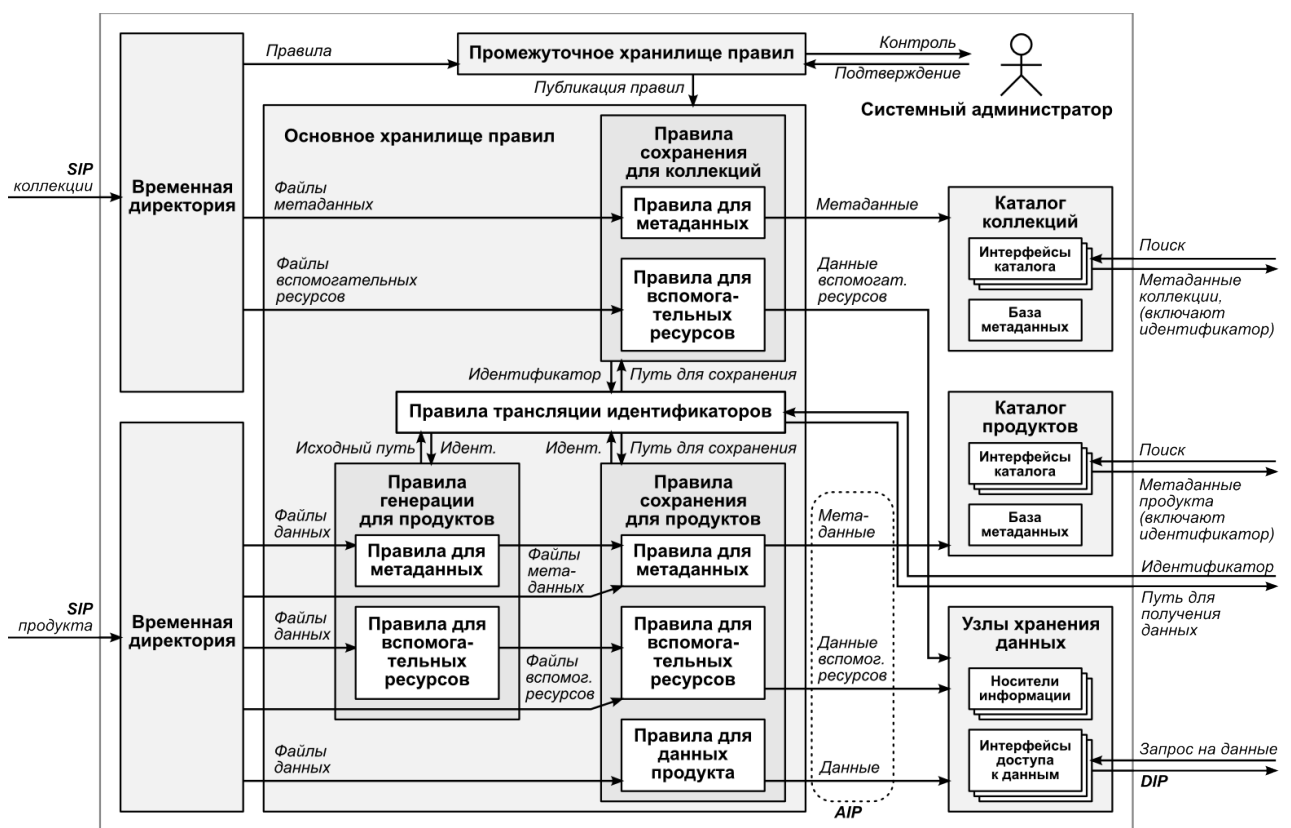 Правила
Промежуточное хранилище правил
Контроль
Подтверждение
Системный администратор
Публикация правил
SIP
коллекции
Временная
директория
Основное хранилище правил
Правила
сохранения
для коллекций
Файлы
метаданных
Правила для
метаданных
Метаданные
Файлы
вспомогательных
ресурсов
Правила для
вспомога-
тельных
ресурсов
Данные
вспомогат.
ресурсов
Каталог
коллекций
Интерфейсы
каталога
База
метаданных
Поиск
Метаданные
коллекции,
(включают
идентификатор)
Идентификатор
Путь для сохранения
Правила трансляции идентификаторов
Исходный путь
Идент.
Идент.
Путь для сохранения
SIP
продукта
Временная
директория
Правила
генерации
для продуктов
Файлы
данных
Правила для
метаданных
Файлы
мета-
данных
Файлы
данных
Правила для
вспомога-
тельных
ресурсов
Файлы
вспомог.
ресурсов
Файлы
данных
Правила
сохранения
для продуктов
Правила для
метаданных
Правила для
вспомога-
тельных
ресурсов
Правила для
данных
продукта
Мета-
данные
Данные
вспомог.
ресурсов
Данные
AIP
Каталог
продуктов
Интерфейсы
каталога
База
метаданных
Поиск
Метаданные
продукта
(включают
идентификатор)
Идентификатор
Путь для
получения
данных
Узлы хранения
данных
Носители
информации
Интерфейсы
доступа
к данным
Запрос на данные
DIP